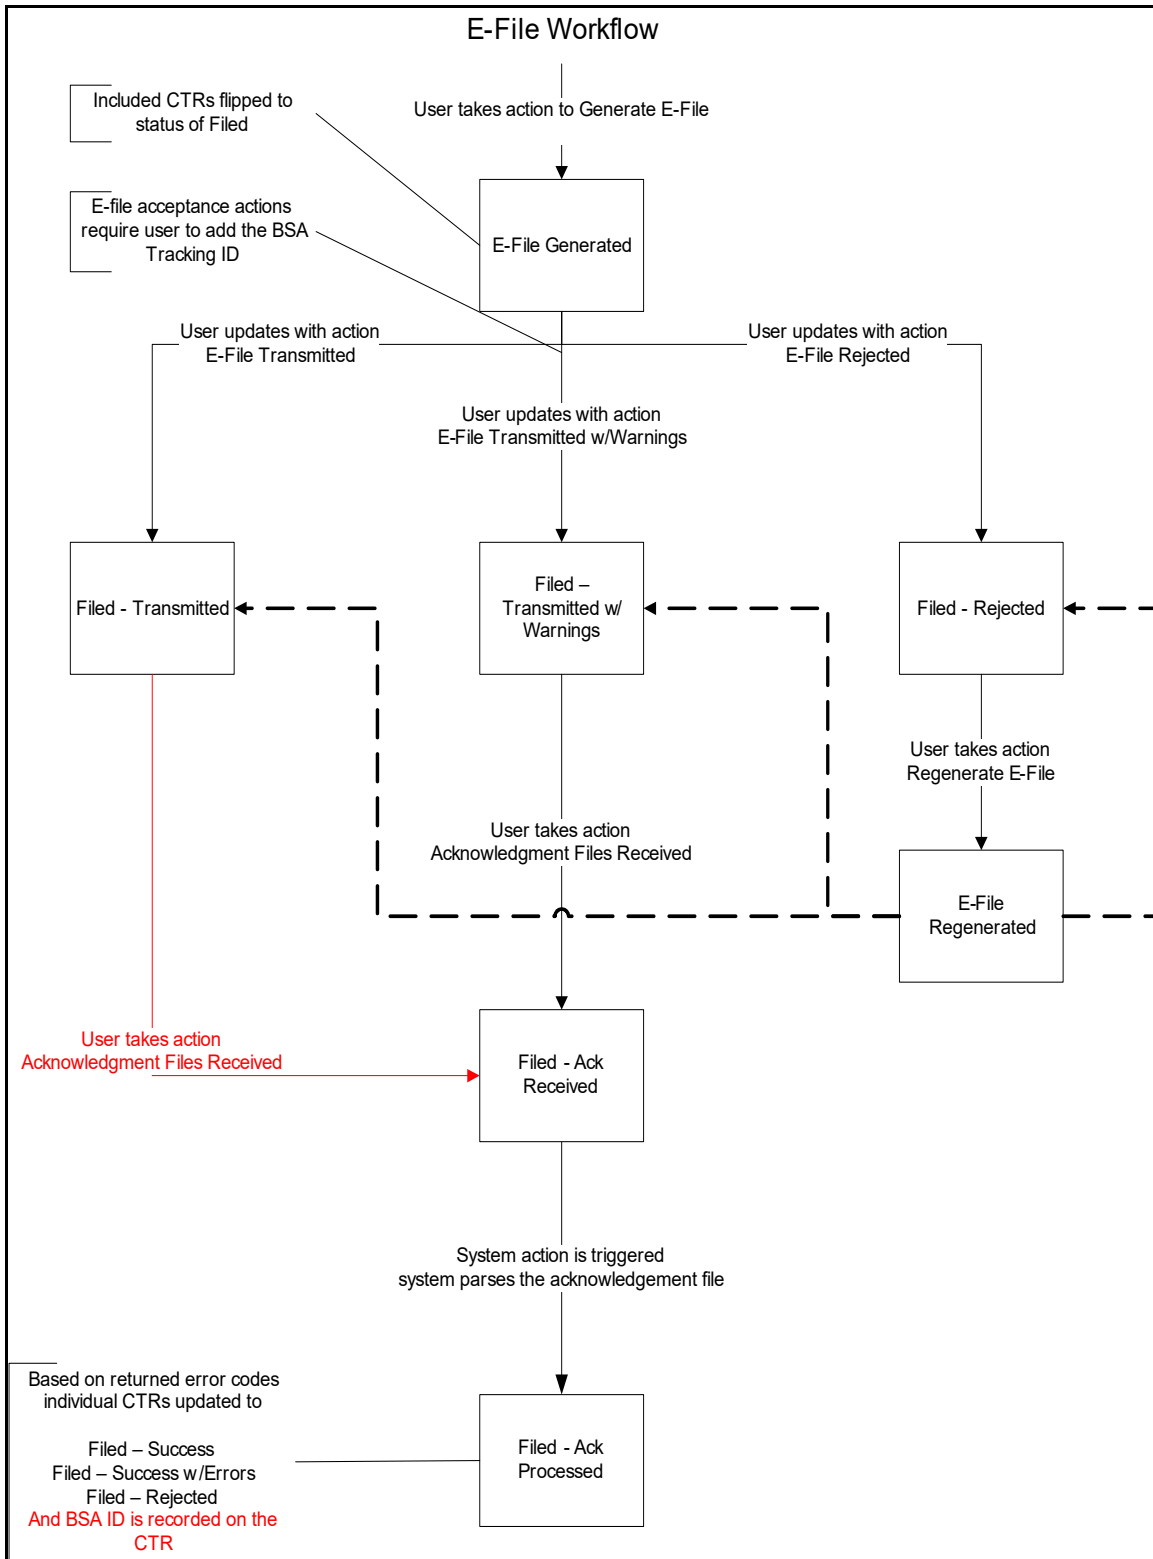 E-File Workflow
Included CTRs flipped to
status of Filed
User takes action to Generate E-File
E-file acceptance actions
require user to add the BSA
Tracking ID
E-File Generated
User updates with action
E-File Transmitted
User updates with action
E-File Rejected
User updates with action
E-File Transmitted w/Warnings
Filed - Transmitted
Filed –
Transmitted w/
Warnings
Filed - Rejected
User takes action
Regenerate E-File
User takes action
Acknowledgment Files Received
E-File
Regenerated
User takes action
Acknowledgment Files Received
Filed - Ack
Received
System action is triggered
system parses the acknowledgement file
Based on returned error codes
individual CTRs updated to
Filed – Success
Filed – Success w/Errors
Filed – Rejected
And BSA ID is recorded on the
CTR
Filed - Ack
Processed